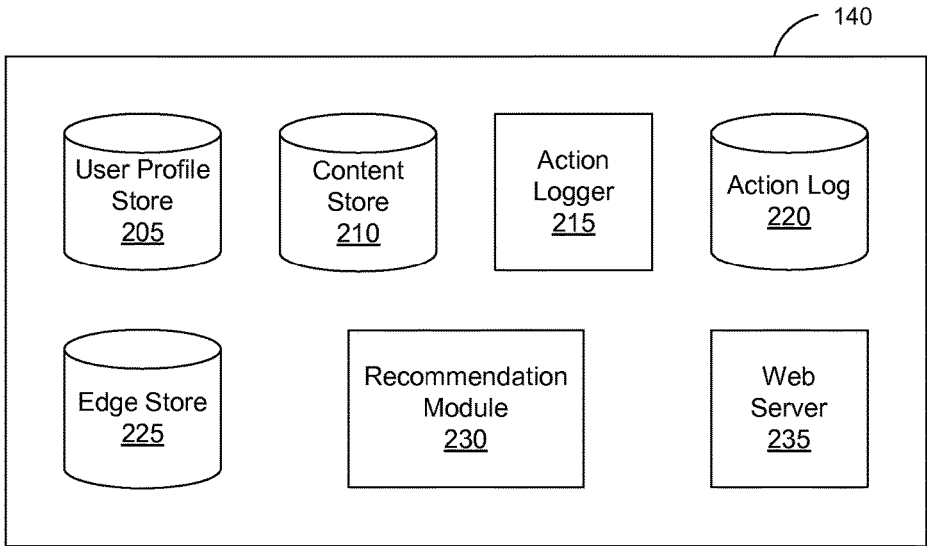 140
User Profile
Store
205
Content
Store
210
Action
Logger
215
Action Log
220
Edge Store
225
Recommendation
Module
230
Web
Server
235